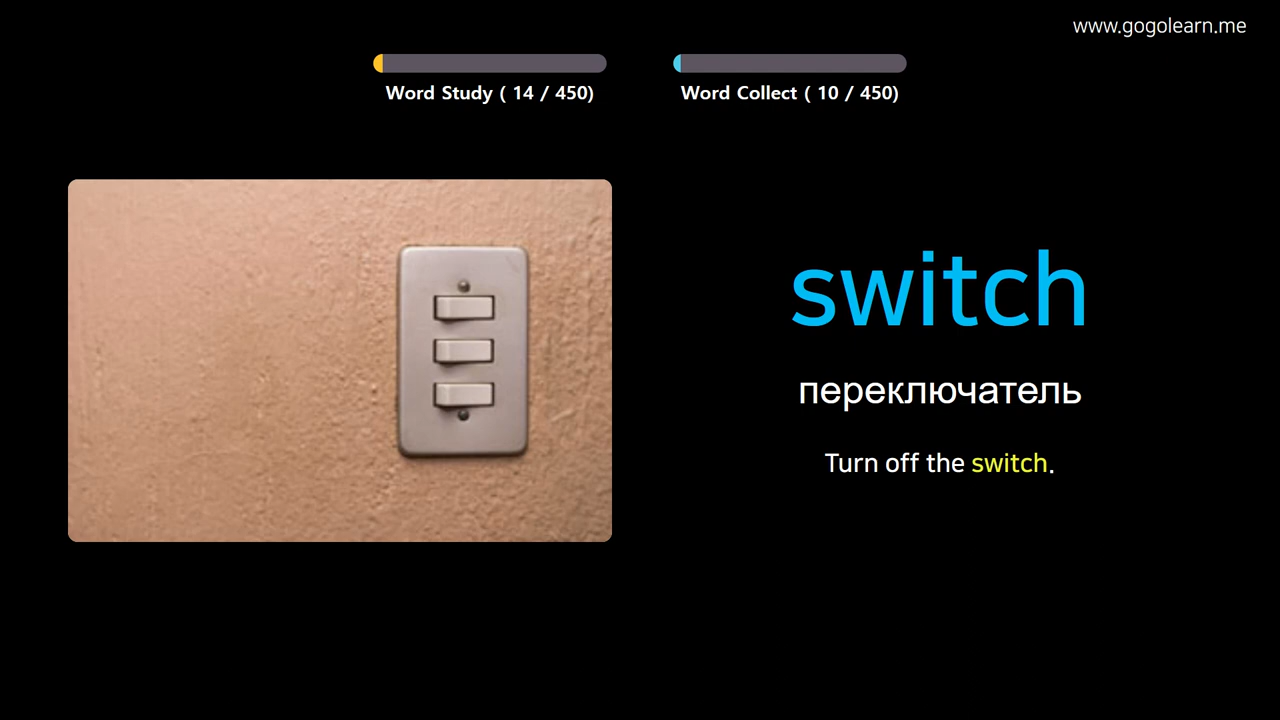 www.gogolearn.me
Word Study ( 14 / 450)
Word Collect ( 10 / 450)
switch
переключатель
Turn off the switch.